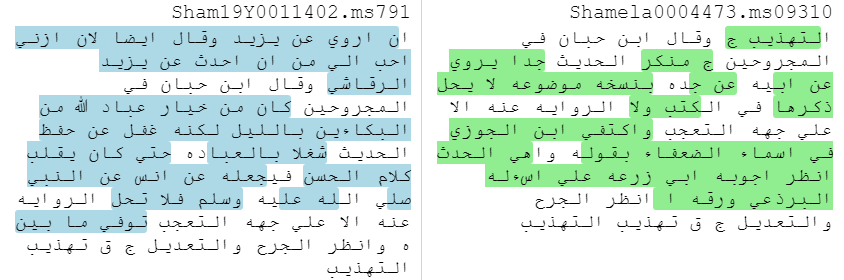 Sham19Y0011402.ms791
ان اروي عن يزيد وقال ايضا لان ازني
احب الي من ان احدث عن يزيد
الرقاشي وقال ابن حبان في
المجروحين كان من خيار عباد الله من
البكاءين بالليل لكنه غفل عن حفظ
الحديث شغلا بالعباده حتي كان يقلب
كلام الحسن فيجعله عن انس عن النبي
صلي الله عليه وسلم فلا تحل الروايه
عنه الا علي جهه التعجب توفي ما بين
ه وانظر الجرح والتعديل ج ق تهذيب
التهذيب
Shamela0004473.ms09310
التهذيب ج وقال ابن حبان في
المجروحين ج منكر الحديث جدا يروي
عن ابيه عن جده بنسخه موضوعه لا يحل
ذكرها في الكتب ولا الروايه عنه الا
علي جهه التعجب واكتفي ابن الجوزي
في اسماء الضعفاء بقوله واهي الحدث
انظر اجوبه ابي زرعه علي اسءله
البرذعي ورقه ا انظر الجرح
والتعديل ج ق تهذيب التهذيب